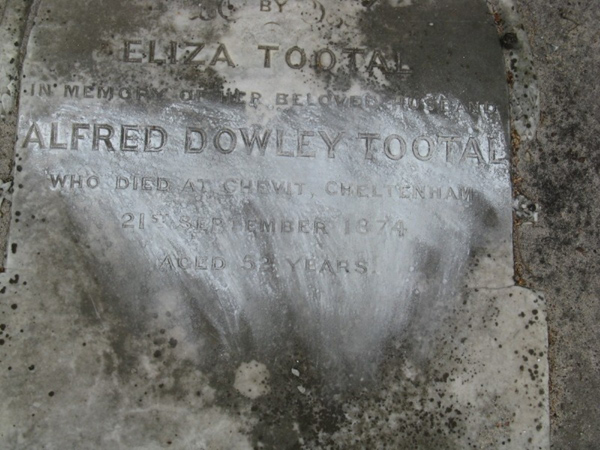 BY
ELIZA TOOTAL
IN MEMORY OF HER BELOVED HUSBAND
ALFRED DOWLEY TOOTAL
WHO DIED AT CHEVIT, CHELTENHAM
21ST SEPTEMBER 1874
AGED 52 YEARS.